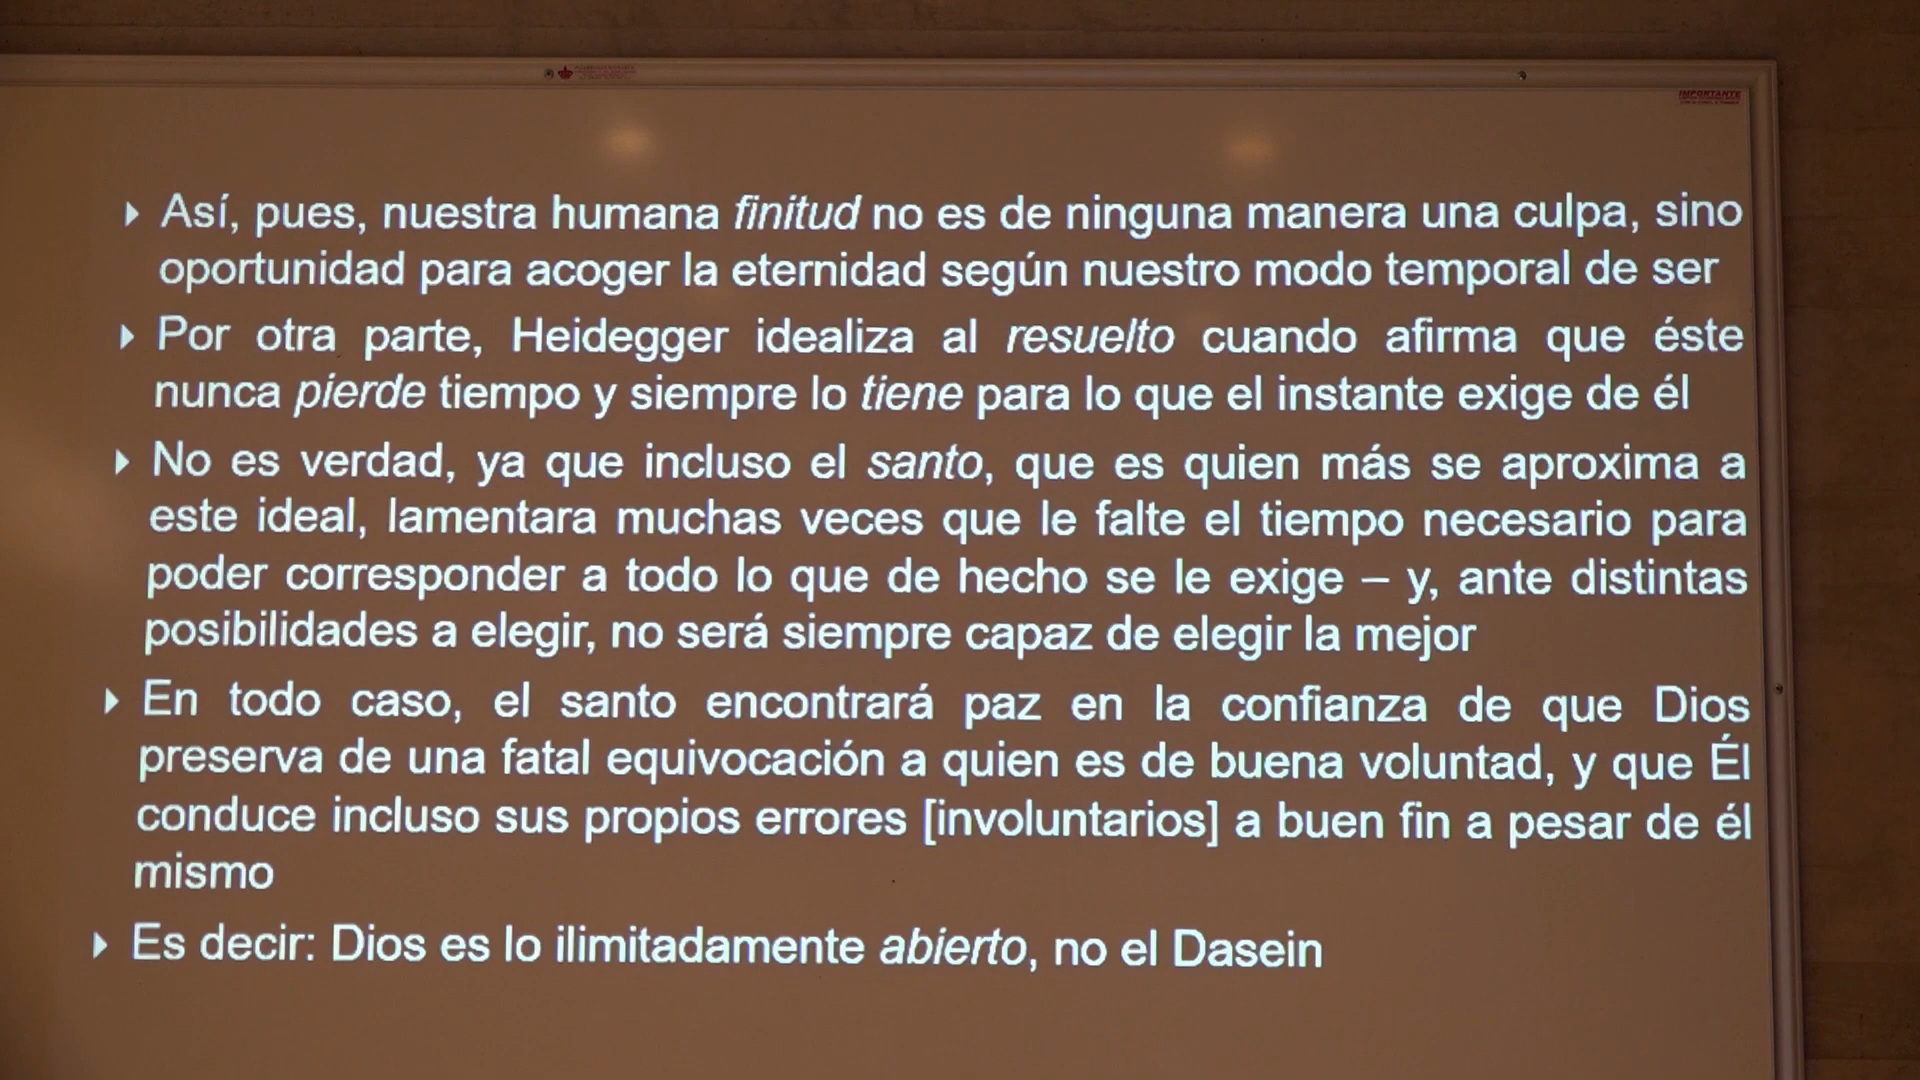 IMPORTANTE
Así, pues, nuestra humana finitud no es de ninguna manera una culpa, sino
oportunidad para acoger la eternidad según nuestro modo temporal de ser
Por otra parte, Heidegger idealiza al resuelto cuando afirma que éste
nunca pierde tiempo y siempre lo tiene para lo que el instante exige de él
No es verdad, ya que incluso el santo, que es quien más se aproxima a
este ideal, lamentara muchas veces que le falte el tiempo necesario para
poder corresponder a todo lo que de hecho se le exige – y, ante distintas
posibilidades a elegir, no será siempre capaz de elegir la mejor
En todo caso, el santo encontrará paz en la confianza de que Dios
preserva de una fatal equivocación a quien es de buena voluntad, y que Él
conduce incluso sus propios errores [involuntarios] a buen fin a pesar de él
mismo
Es decir: Dios es lo ilimitadamente abierto, no el Dasein